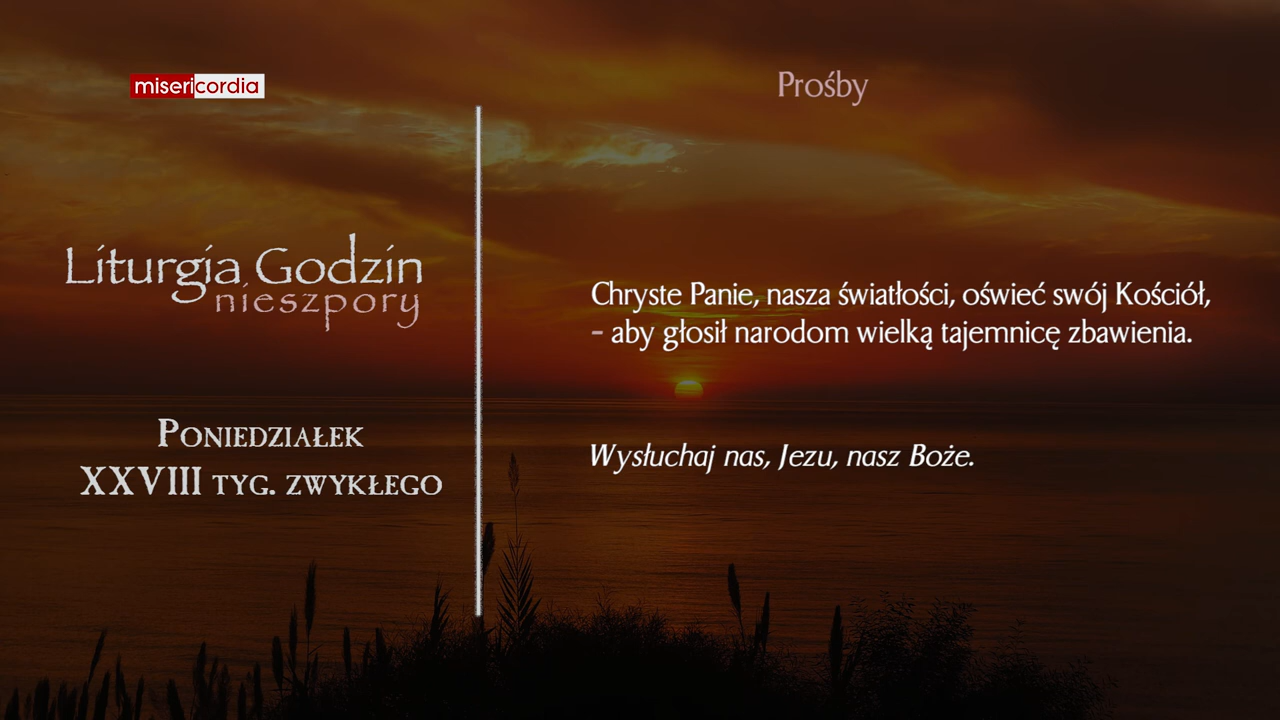 misericordia
Liturgia Godzin
nieszpory
Poniedziałek
XXVIII tyg. zwykłego
Prośby
Chryste Panie, nasza światłości, oświeć swój Kościół,
– aby głosił narodom wielką tajemnicę zbawienia.
Wysłuchaj nas, Jezu, nasz Boże.